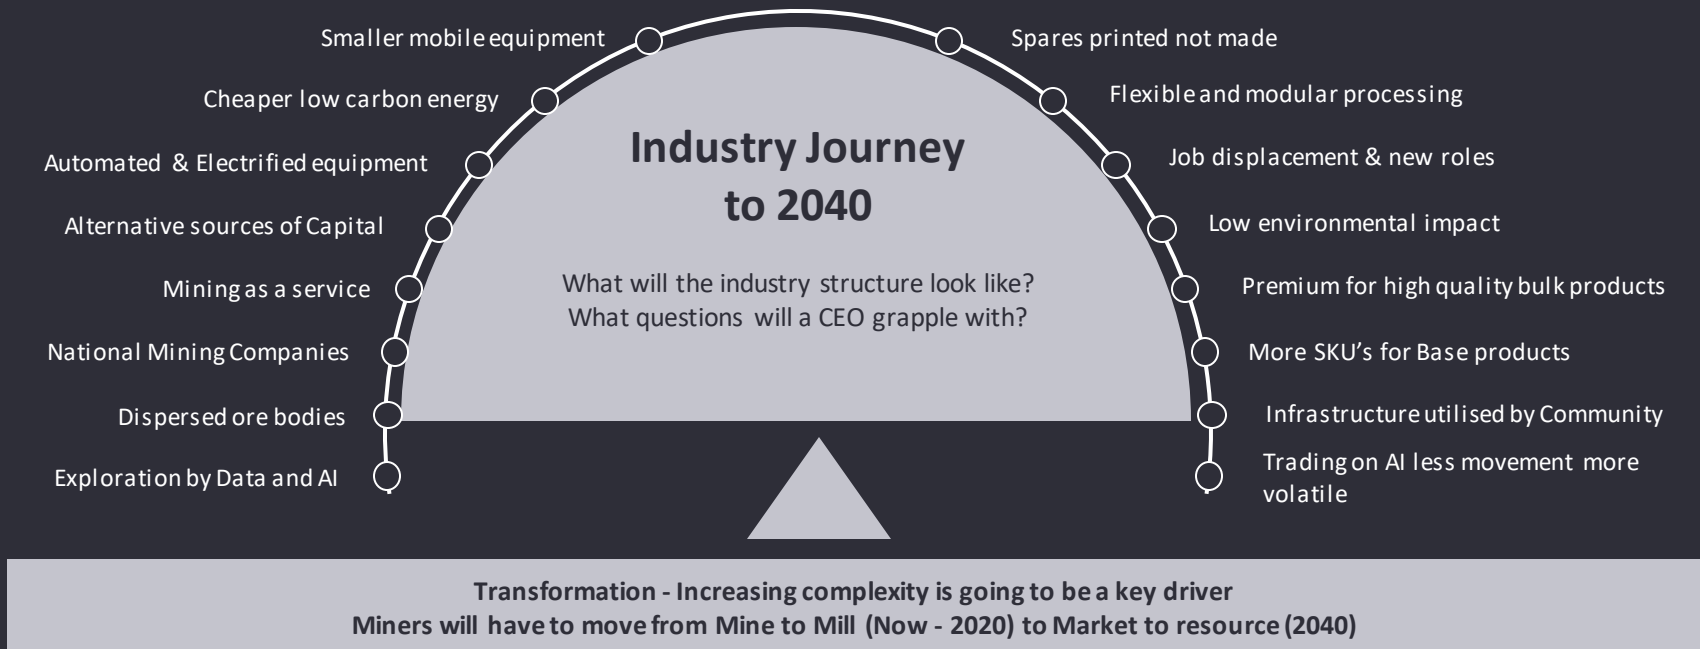 Smaller mobile equipment
Cheaper low carbon energy
Automated & Electrified equipment
Alternative sources of Capital
Mining as a service
National Mining Companies
Dispersed ore bodies
Exploration by Data and AI
Industry Journey
to 2040
What will the industry structure look like?
What questions will a CEO grapple with?
Spares printed not made
Flexible and modular processing
Job displacement & new roles
Low environmental impact
Premium for high quality bulk products
More SKU’s for Base products
Infrastructure utilised by Community
Trading on AI less movement more
volatile
Transformation - Increasing complexity is going to be a key driver
Miners will have to move from Mine to Mill (Now - 2020) to Market to resource (2040)